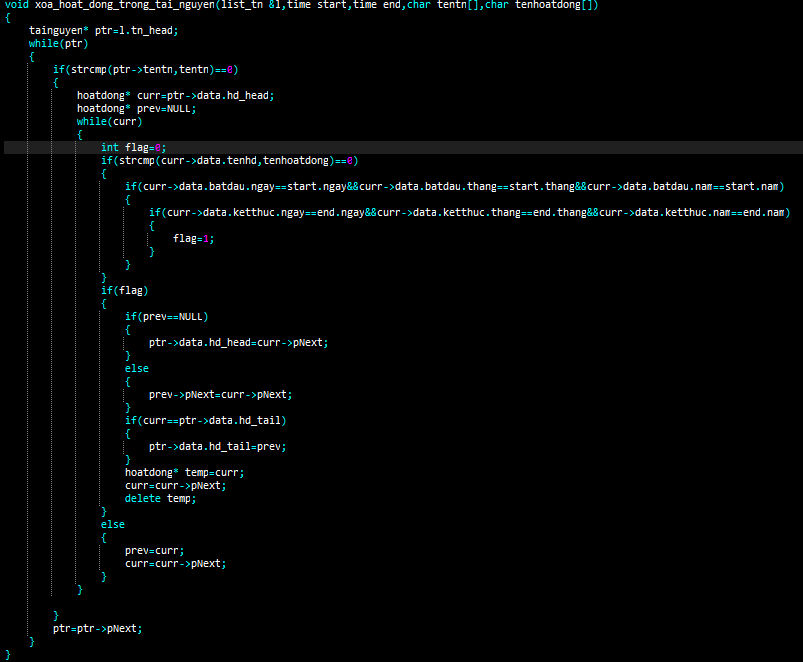 void xoa_hoat_dong_trong_tai_nguyen(list_tn &l,time start,time end,char tentn[],char tenhoatdong[])
{
    tainguyen* ptr=l.tn_head;
    while(ptr)
    {
        if(strcmp(ptr->tentn,tentn)==0)
        {
            hoatdong* curr=ptr->data.hd_head;
            hoatdong* prev=NULL;
            while(curr)
            {
                int flag=0;
                if(strcmp(curr->data.tenhd,tenhoatdong)==0)
                {
                    if(curr->data.batdau.ngay==start.ngay&&curr->data.batdau.thang==start.thang&&curr->data.batdau.nam==start.nam)
                    {
                        if(curr->data.ketthuc.ngay==end.ngay&&curr->data.ketthuc.thang==end.thang&&curr->data.ketthuc.nam==end.nam)
                        {
                            flag=1;
                        }
                    }
                }
                if(flag)
                {
                    if(prev==NULL)
                    {
                        ptr->data.hd_head=curr->pNext;
                    }
                    else
                    {
                        prev->pNext=curr->pNext;
                    }
                    if(curr==ptr->data.hd_tail)
                    {
                        ptr->data.hd_tail=prev;
                    }
                    hoatdong* temp=curr;
                    curr=curr->pNext;
                    delete temp;
                }
                else
                {
                    prev=curr;
                    curr=curr->pNext;
                }
            }

        }
        ptr=ptr->pNext;
    }
}